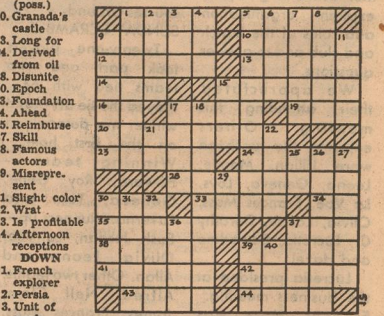 (poss.)
0. Granada's
castle
3. Long for
4. Derived
from oil
8. Disunite
0. Epoch
3. Foundation
4. Ahead
5. Reimburse
7. Skill
8. Famous
actors
9. Misrepre-
sent
1. Slight color
2. Wrat
3. Is profitable
4. Afternoon
receptions
DOWN
1. French
explorer
2. Persia
3. Unit of
1 2 3 4 5 6 7 8
9 10 11
12 13
14 15
16 17 18 19
20 21 22
23 24 25 26 27
28 29
30 31 32 33 34
35 36 37
38 39 40
41 42
43 44